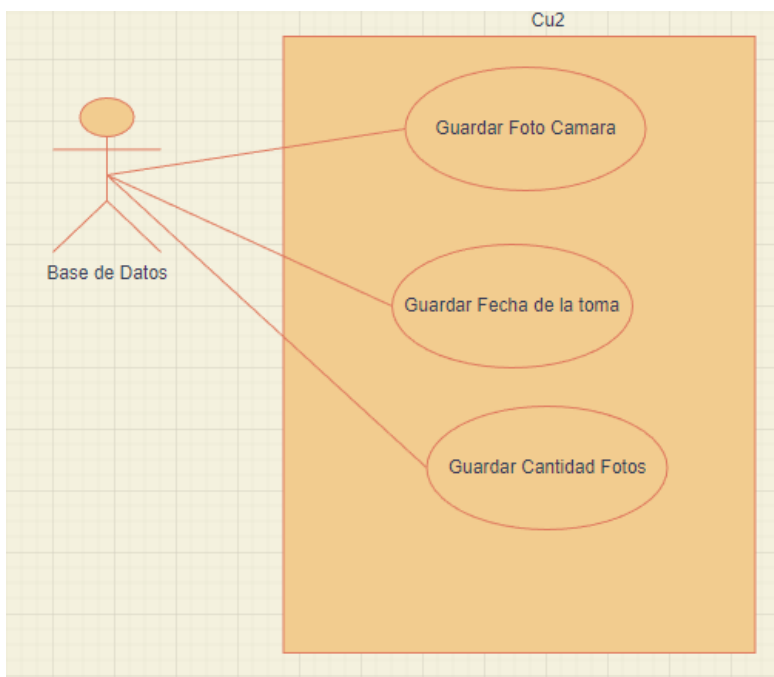 Cu2
Guardar Foto Camara
Base de Datos
Guardar Fecha de la toma
Guardar Cantidad Fotos